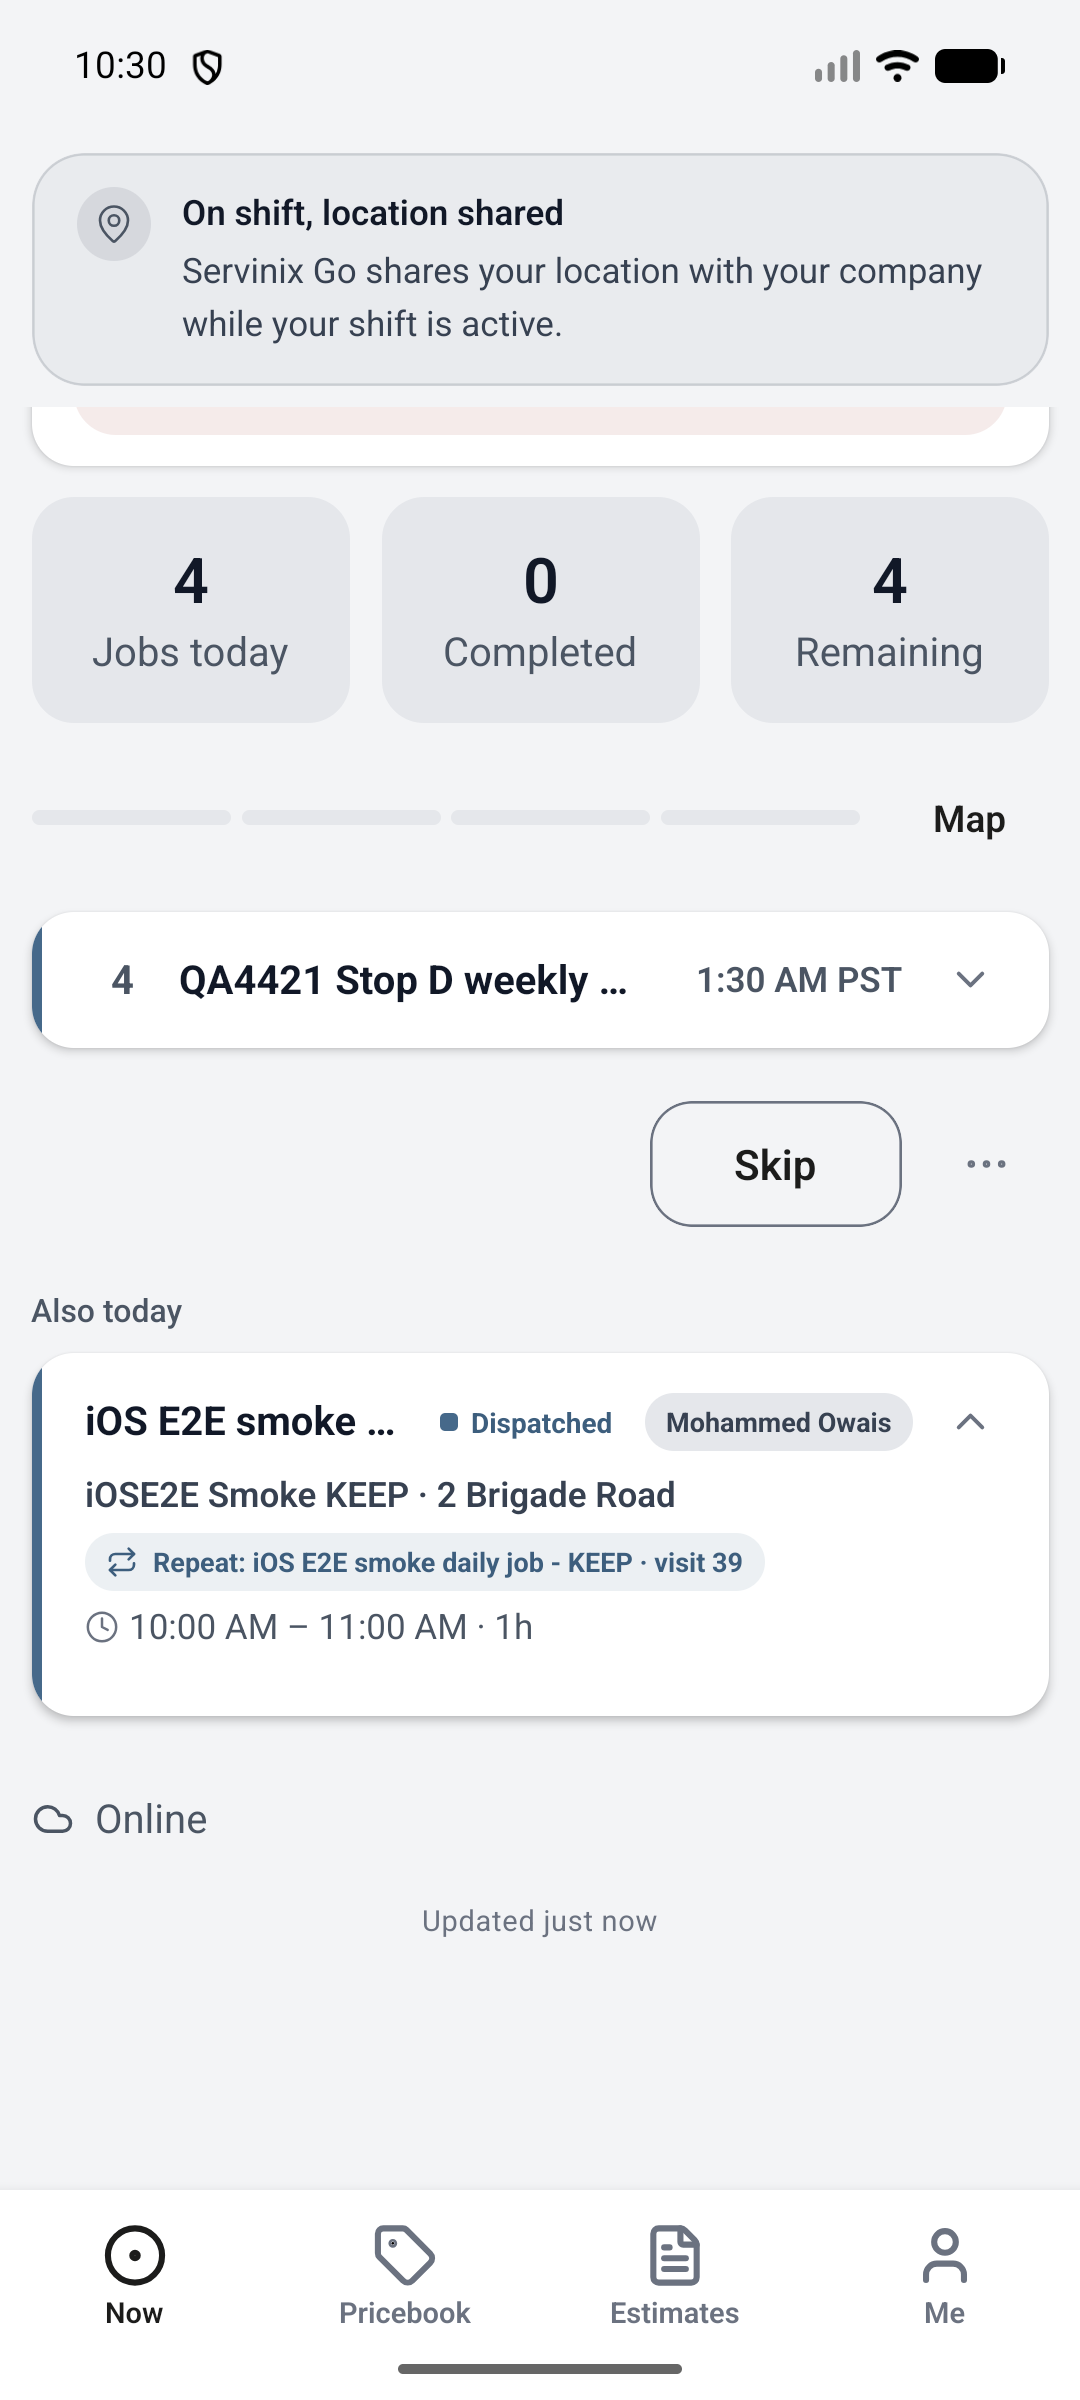 10:30
On shift, location shared
Servinix Go shares your location with your company
while your shift is active.
4
Jobs today
0
Completed
4
Remaining
Map
4 QA4421 Stop D weekly ... 1:30 AM PST
Skip
Also today
iOS E2E smoke ... Dispatched Mohammed Owais
iOSE2E Smoke KEEP · 2 Brigade Road
Repeat: iOS E2E smoke daily job - KEEP · visit 39
10:00 AM – 11:00 AM · 1h
Online
Updated just now
Now Pricebook Estimates Me